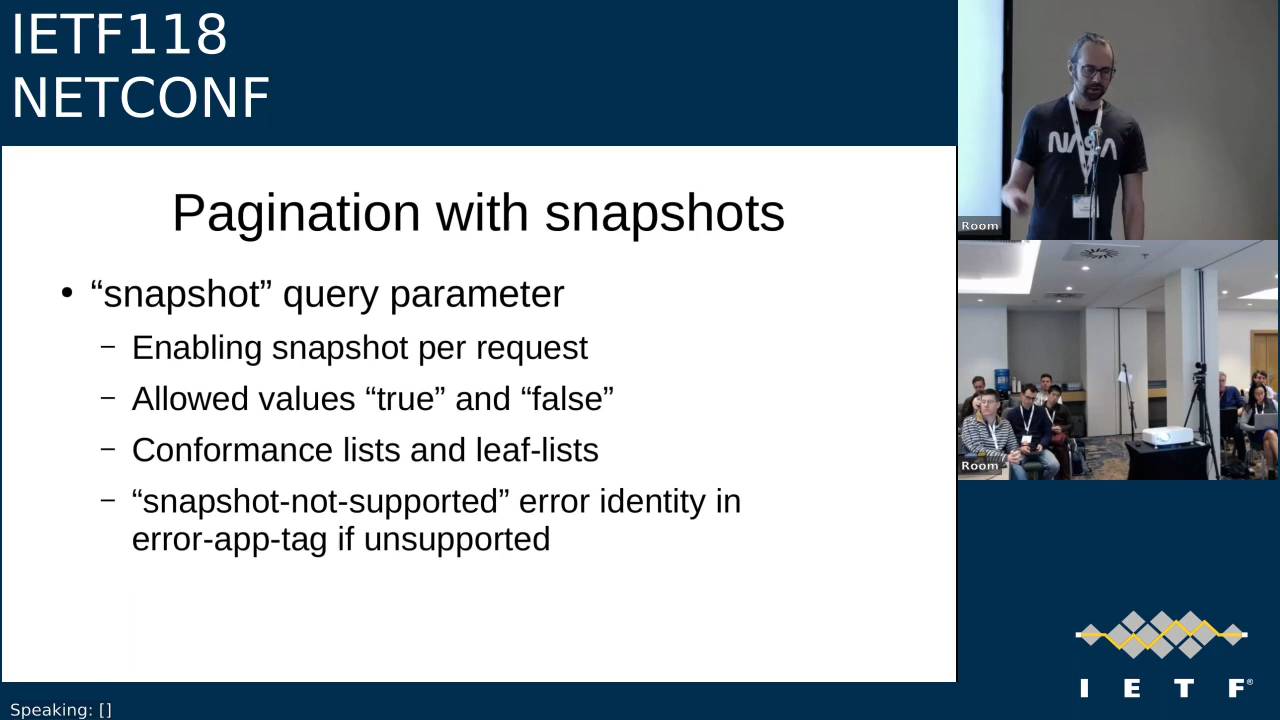 IETF118
NETCONF
Pagination with snapshots
• “snapshot” query parameter
– Enabling snapshot per request
– Allowed values “true” and “false”
– Conformance lists and leaf-lists
– “snapshot-not-supported” error identity in
error-app-tag if unsupported
Room
NASA
Room
I E T F®
Speaking: []